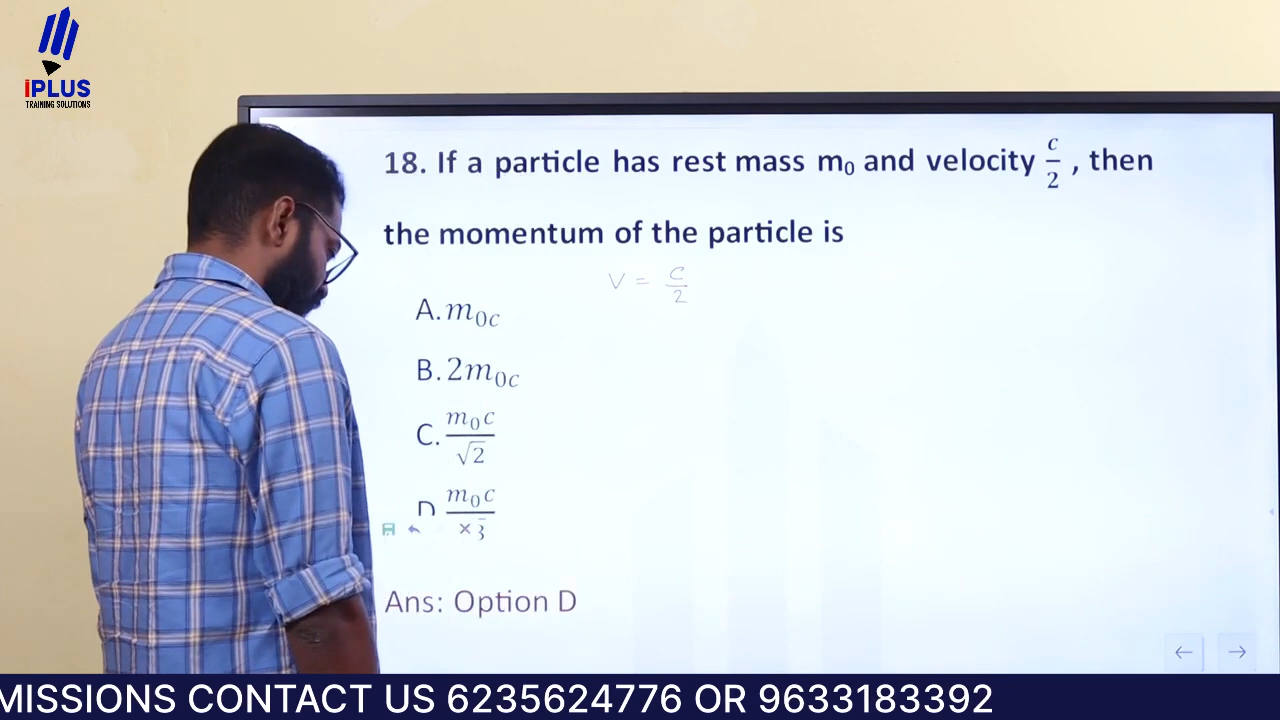 iPLUS
TRAINING SOLUTIONS
18. If a particle has rest mass m₀ and velocity c/2 , then
the momentum of the particle is
V = c/2
A. m₀c
B. 2m₀c
C. m₀c/√2
D m₀c/
Ans: Option D
MISSIONS CONTACT US 6235624776 OR 9633183392